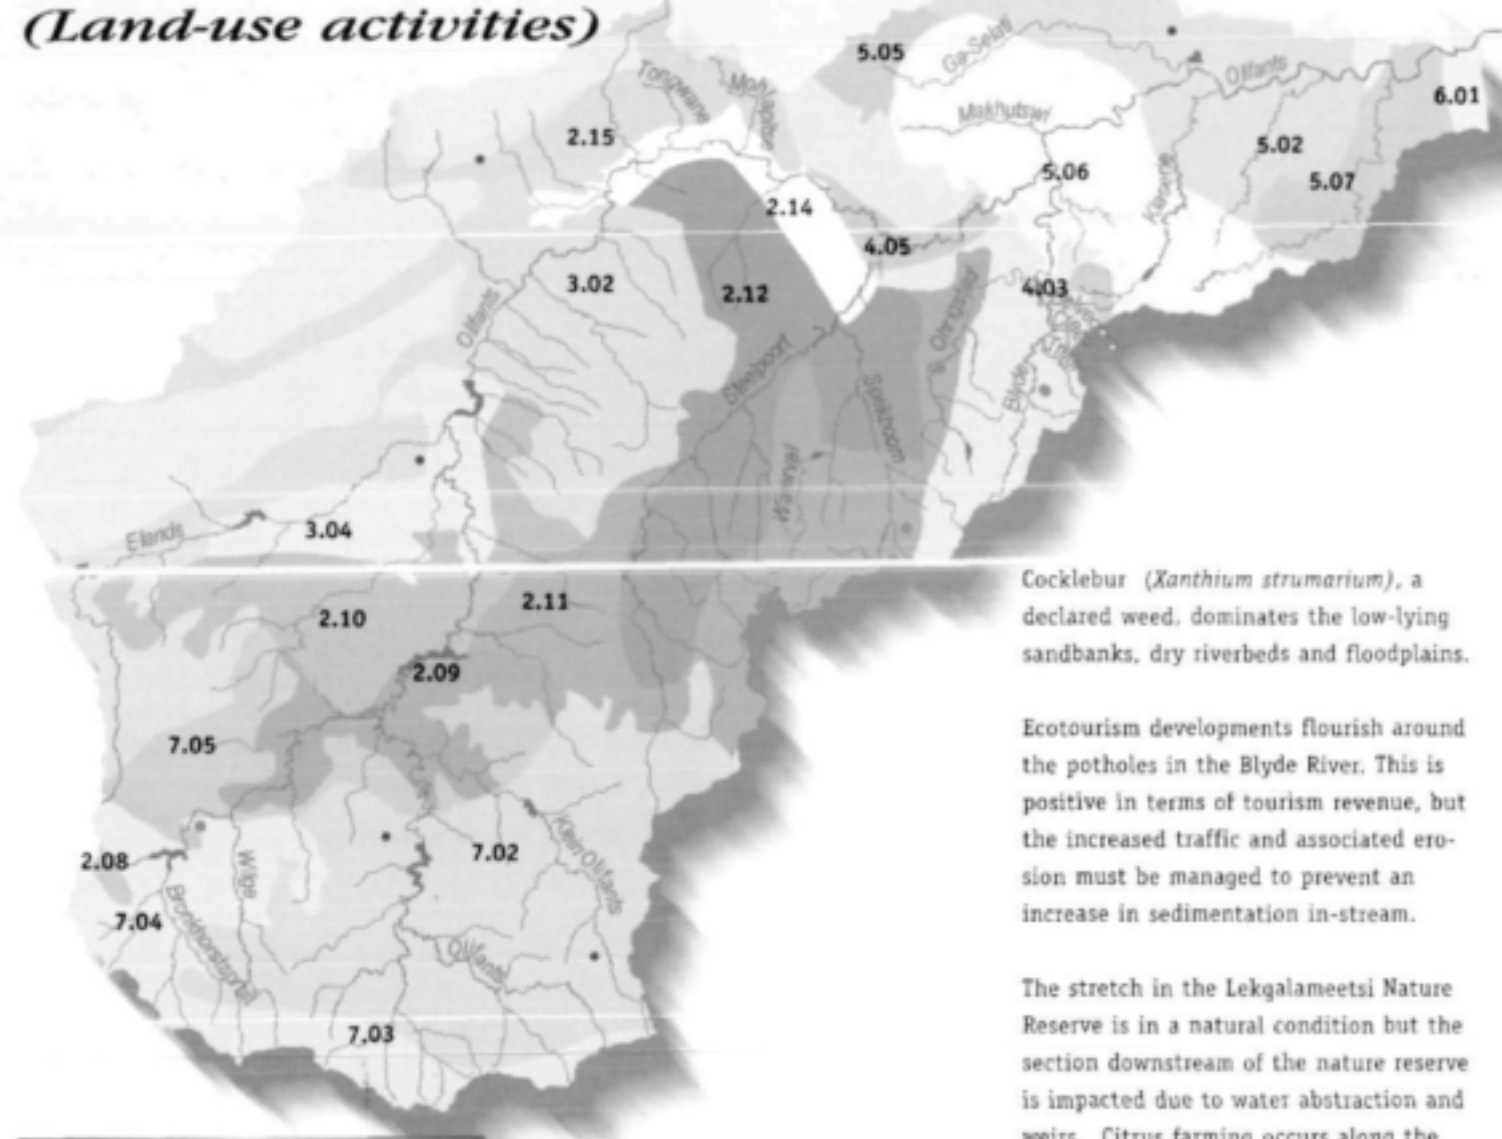 (Land-use activities)
5.05
Ga-Selati
Olifants
6.01
Tongwane
Makhutswi
2.15
5.02
5.06
5.07
Klaserie
2.14
4.05
3.02
2.12
4.03
Olifants
Ohrigstad
Steelpoort
Spekboom
Blyde
Waterval
Elands
3.04
2.11
2.10
2.09
7.05
2.08
Wilge
7.02
Klein Olifants
7.04
Bronkhorstspruit
Olifants
7.03
Cocklebur (Xanthium strumarium), a
declared weed, dominates the low-lying
sandbanks, dry riverbeds and floodplains.
Ecotourism developments flourish around
the potholes in the Blyde River. This is
positive in terms of tourism revenue, but
the increased traffic and associated ero-
sion must be managed to prevent an
increase in sedimentation in-stream.
The stretch in the Lekgalameetsi Nature
Reserve is in a natural condition but the
section downstream of the nature reserve
is impacted due to water abstraction and
weirs. Citrus farming occurs along the